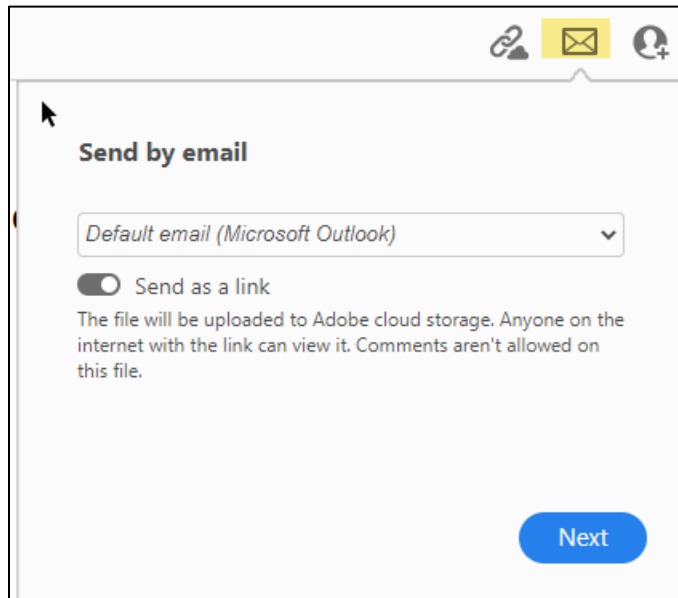 Send by email
Default email (Microsoft Outlook)
Send as a link
The file will be uploaded to Adobe cloud storage. Anyone on the
internet with the link can view it. Comments aren't allowed on
this file.
Next